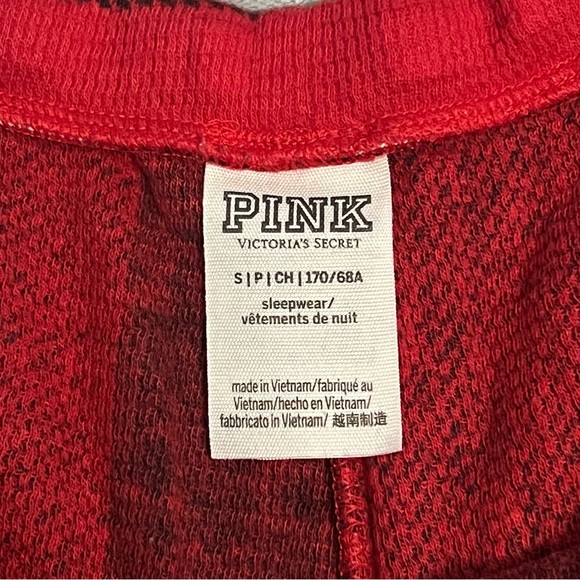 PINK
VICTORIA'S SECRET
S | P | CH | 170/68A
sleepwear/
vêtements de nuit
made in Vietnam/fabriqué au
Vietnam/hecho en Vietnam/
fabbricato in Vietnam/ 越南制造